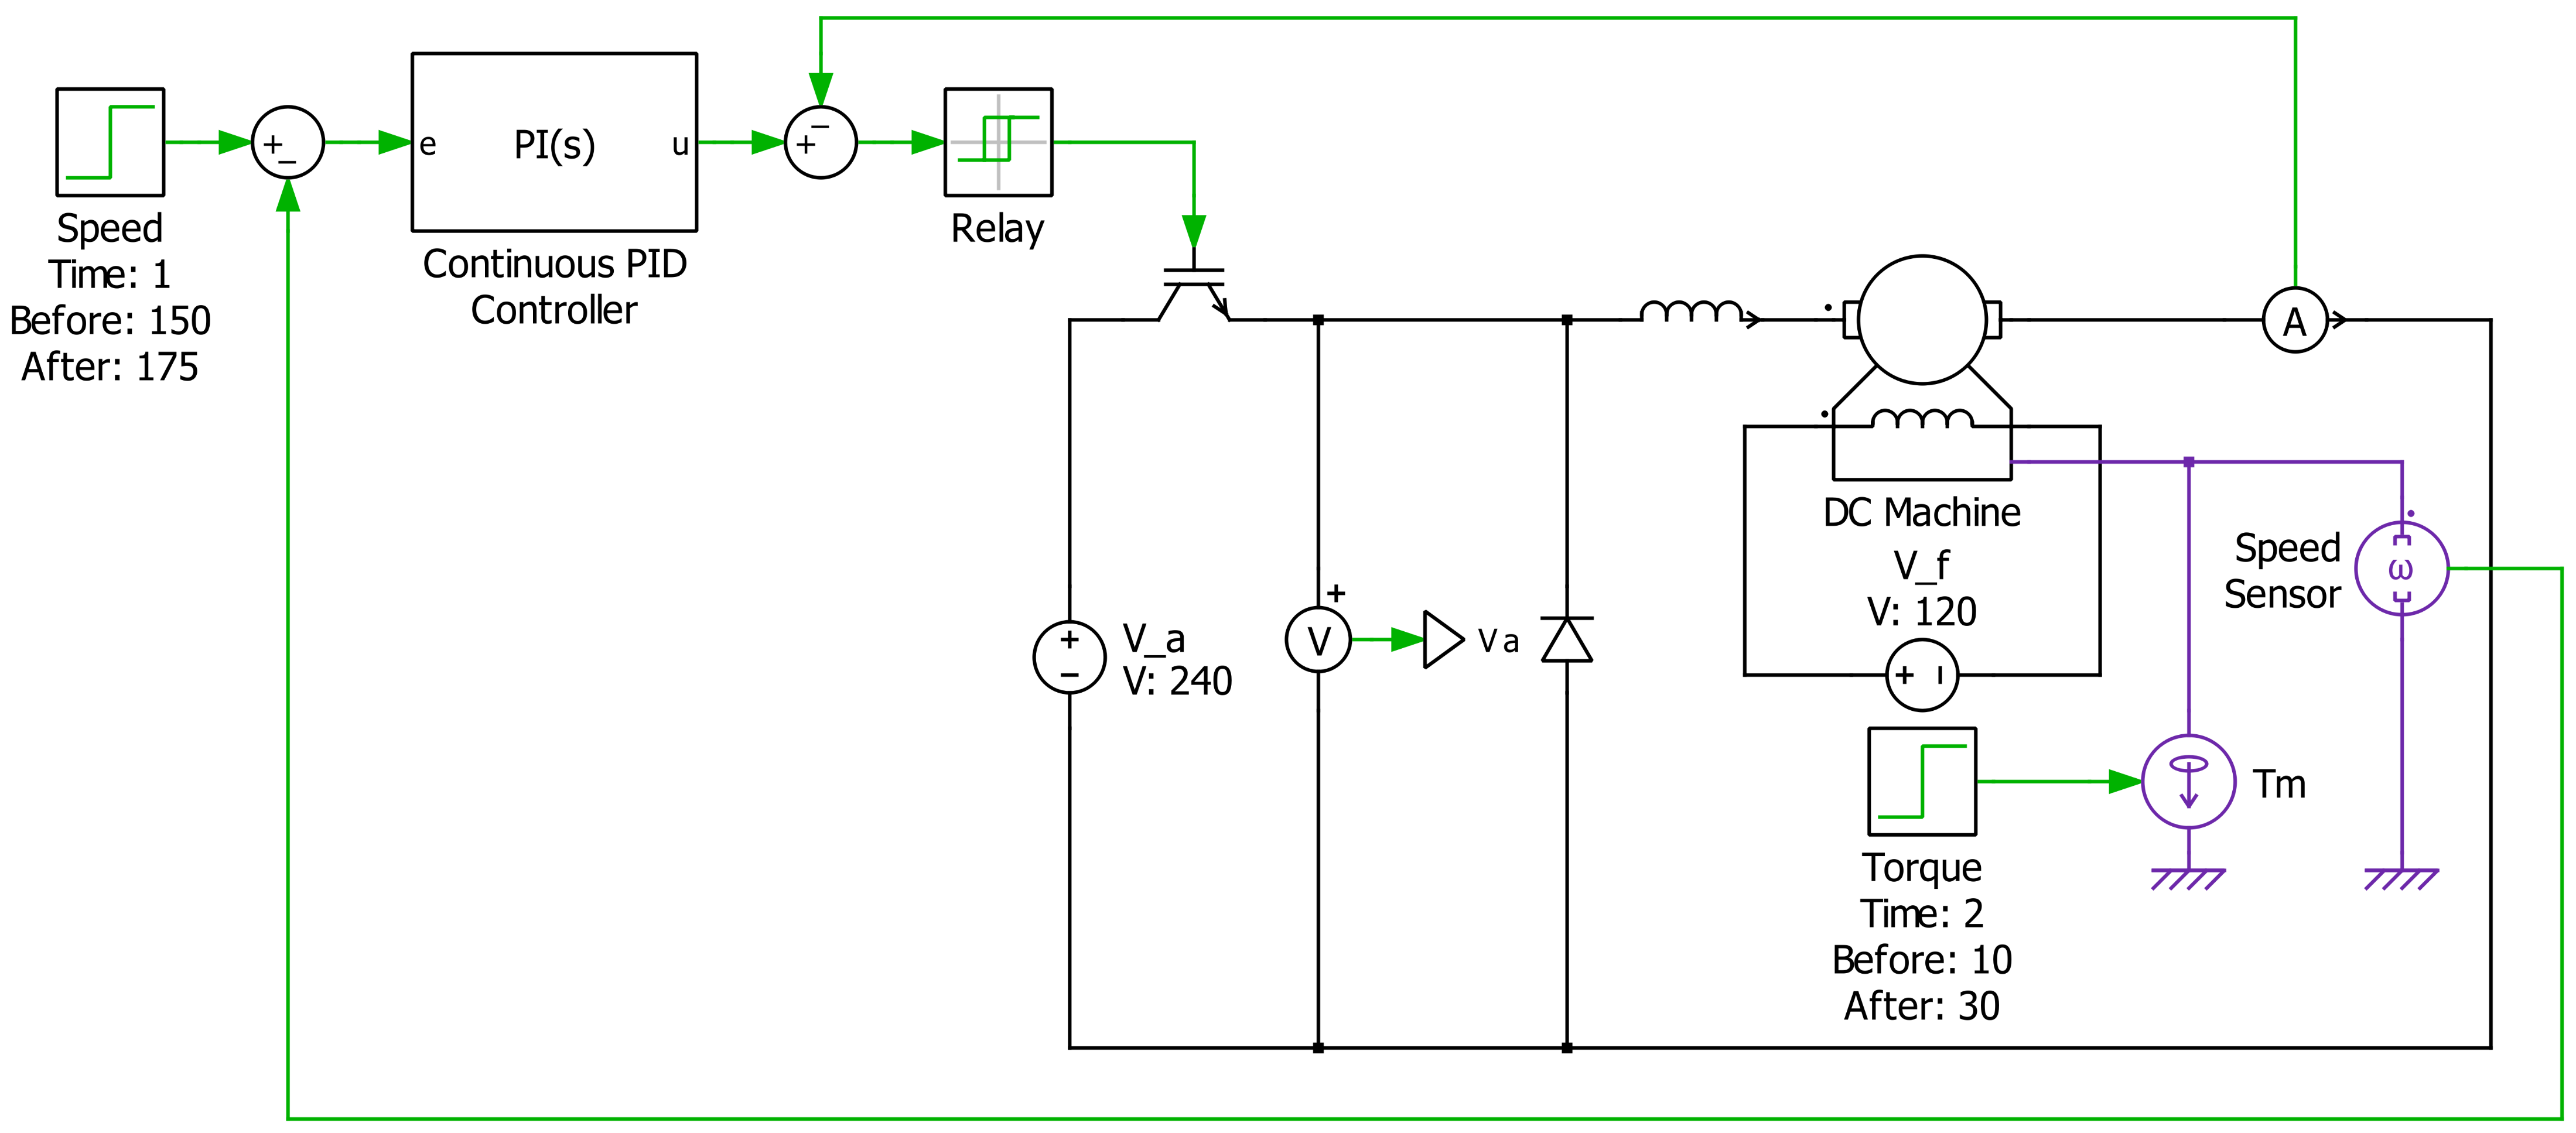 +
−
e
PI(s)
u
−
+
Speed
Time: 1
Before: 150
After: 175
Continuous PID
Controller
Relay
A
DC Machine
V_f
V: 120
+
−
Speed
Sensor
ω
+
−
V_a
V: 240
+
V
Va
Tm
Torque
Time: 2
Before: 10
After: 30